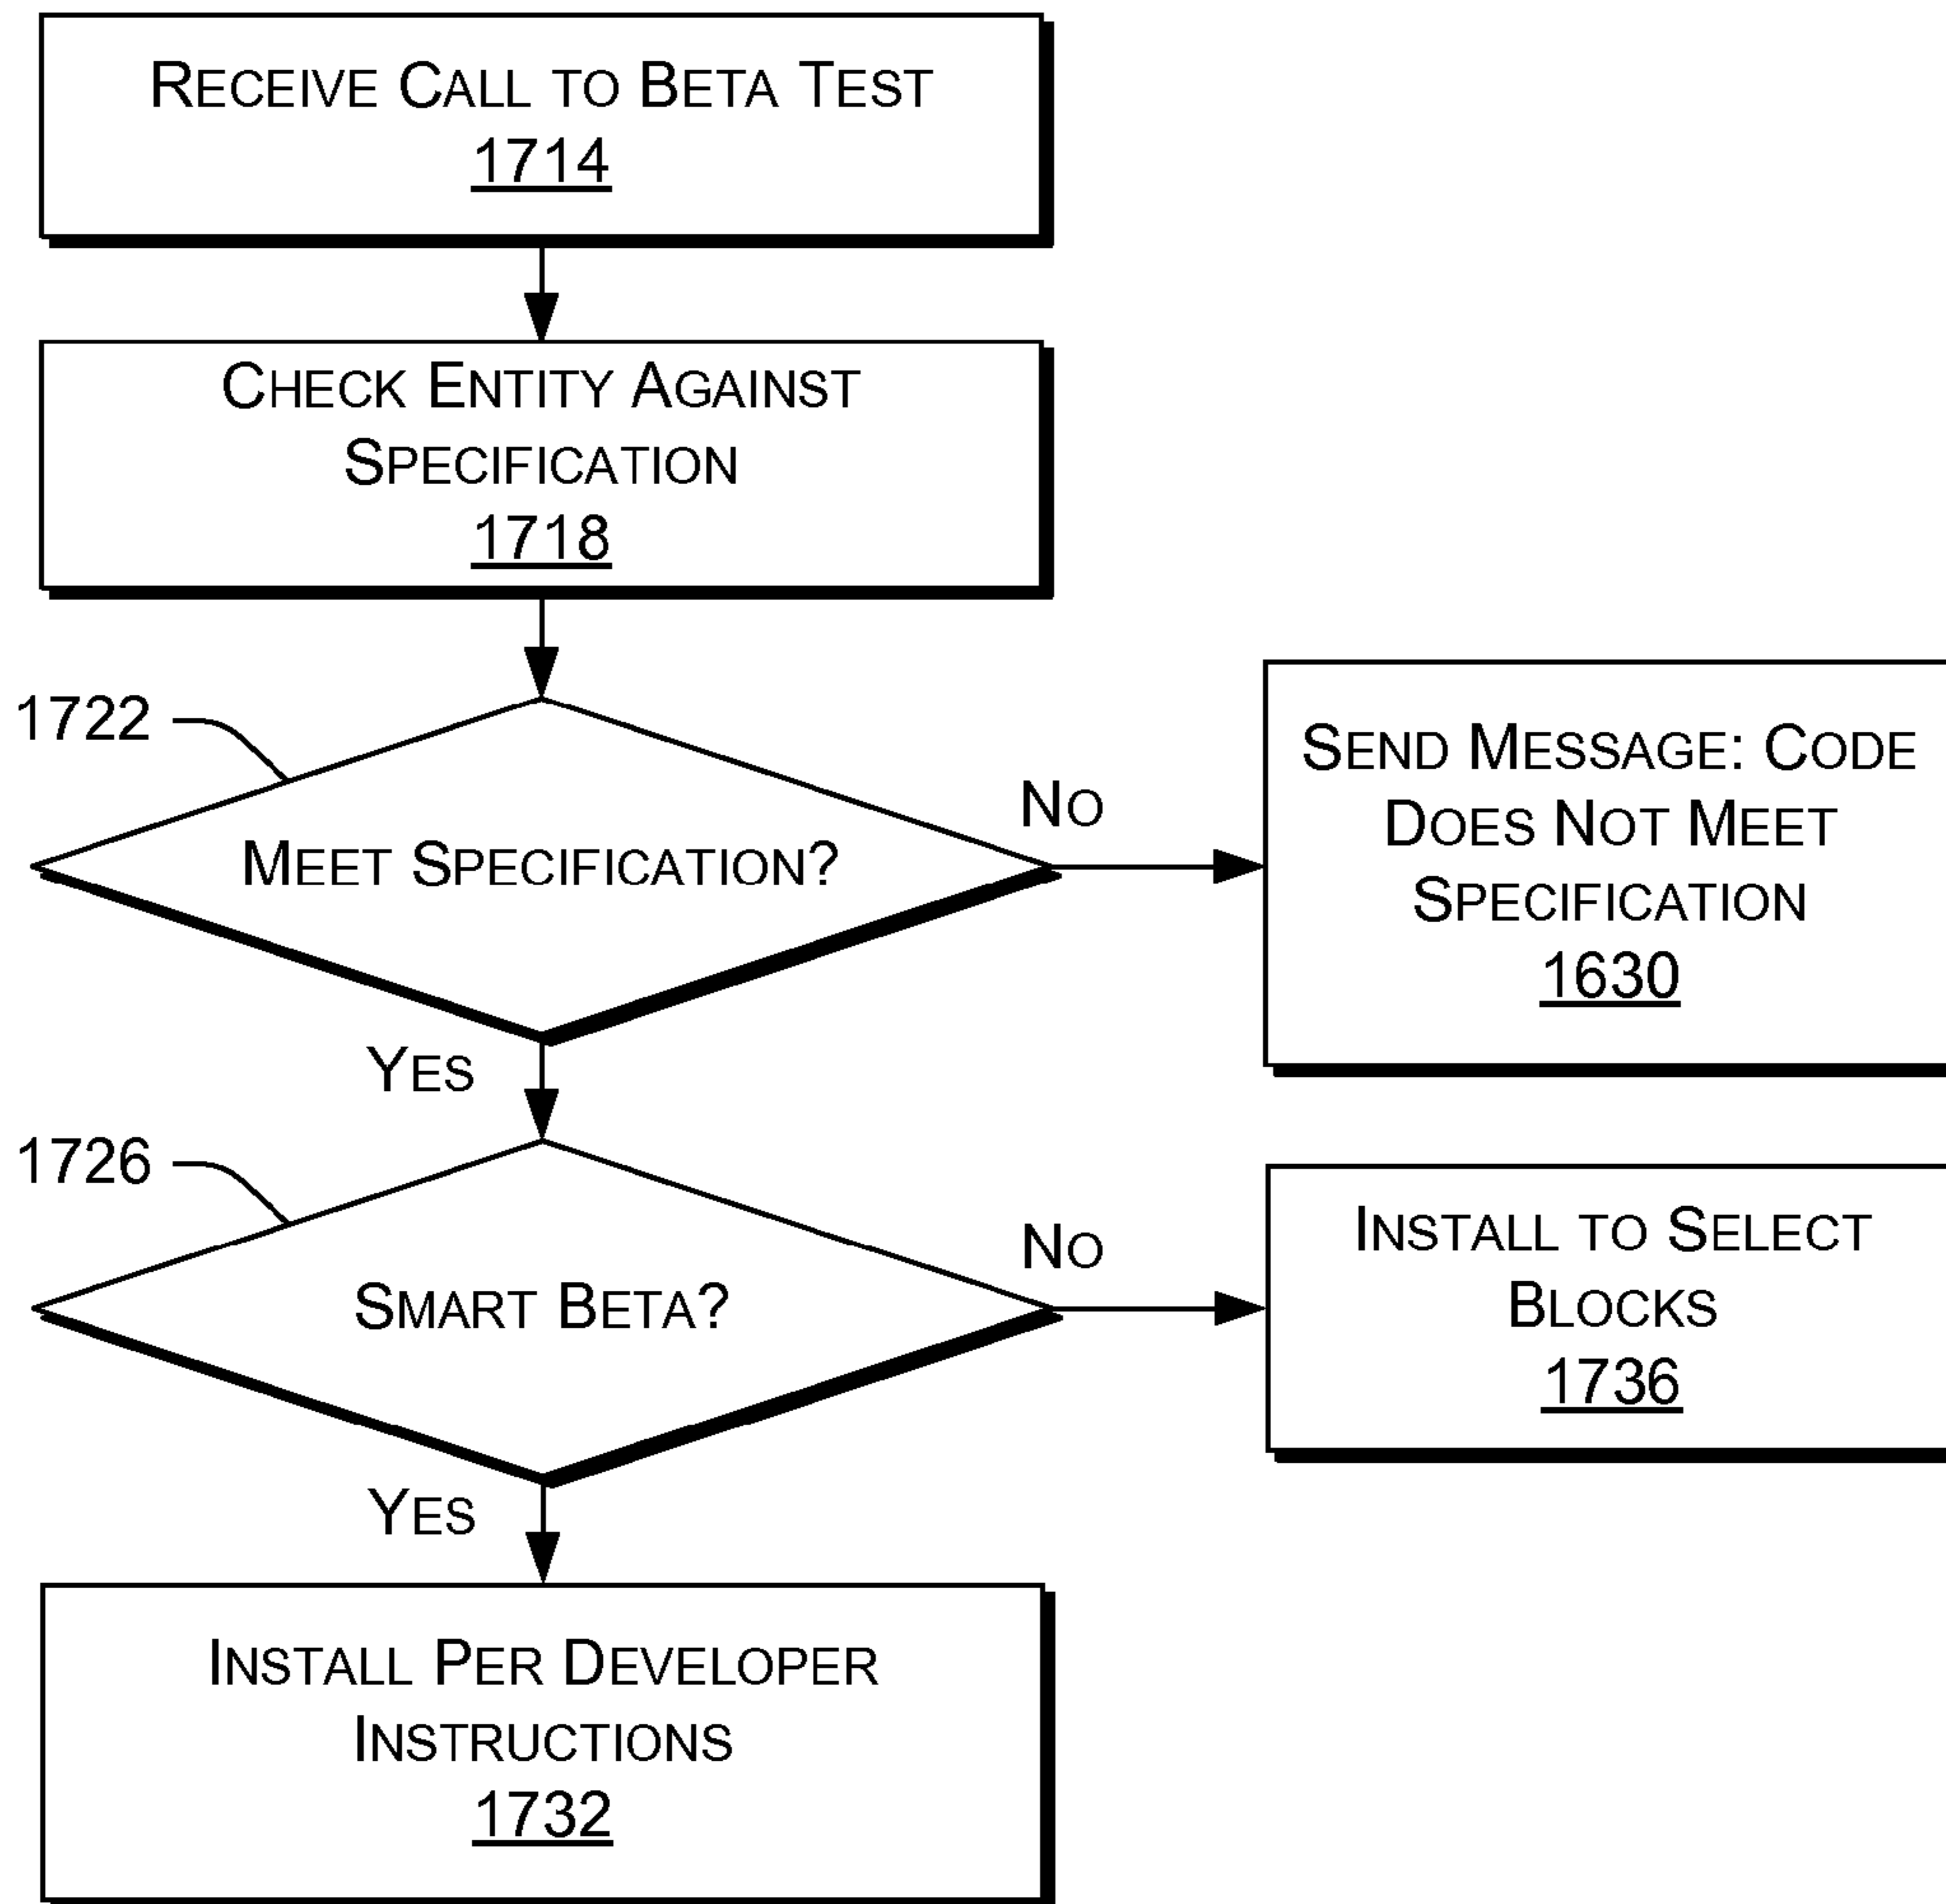 RECEIVE CALL TO BETA TEST
1714
CHECK ENTITY AGAINST
SPECIFICATION
1718
1722
MEET SPECIFICATION?
NO
SEND MESSAGE: CODE
DOES NOT MEET
SPECIFICATION
1630
YES
1726
SMART BETA?
NO
INSTALL TO SELECT
BLOCKS
1736
YES
INSTALL PER DEVELOPER
INSTRUCTIONS
1732